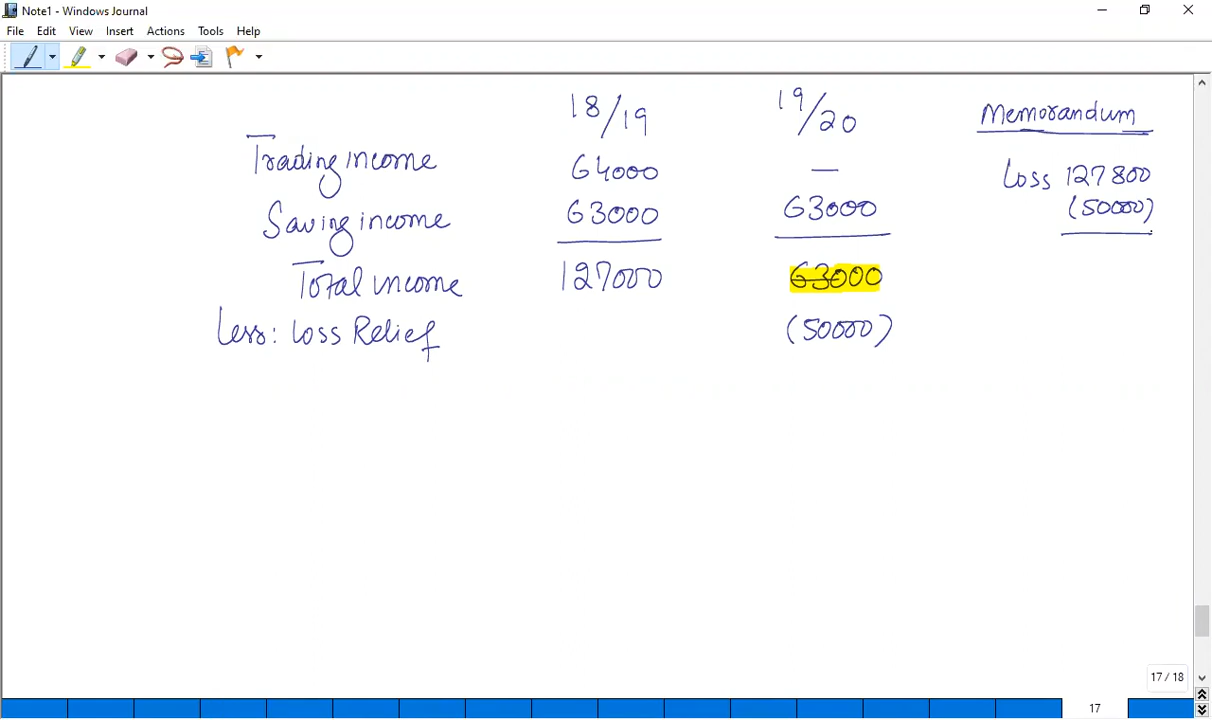 Note1 - Windows Journal
File Edit View Insert Actions Tools Help
18/19 19/20 Memorandum
Trading income 64000 — Loss 127800
Saving income 63000 63000 (50000)
Total income 127000 63000
Less: Loss Relief (50000)
17 / 18
17